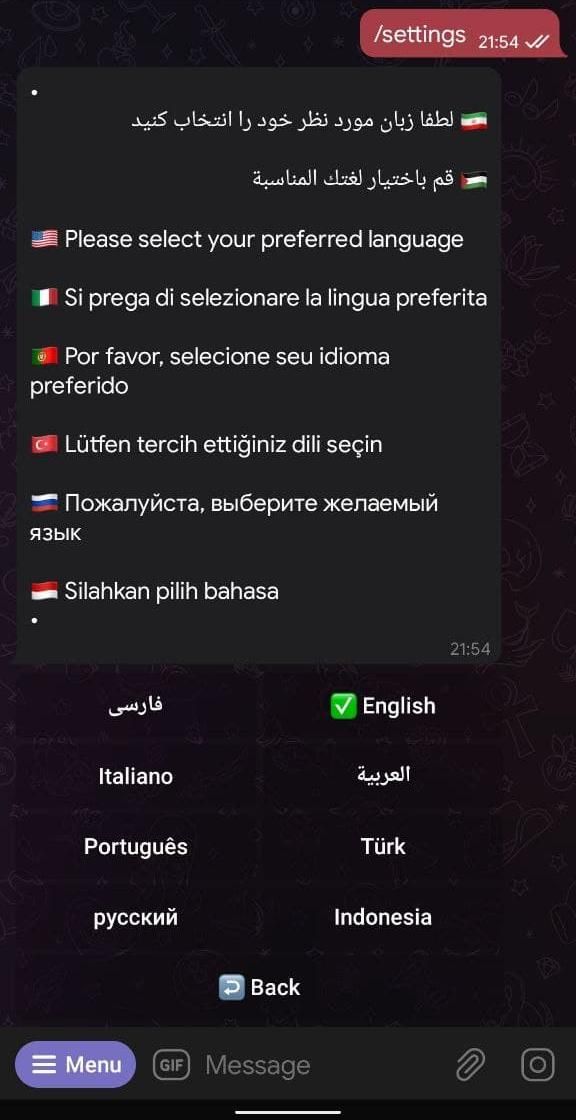 /settings 21:54
•
🇮🇷 لطفا زبان مورد نظر خود را انتخاب کنید
🇵🇸 قم باختيار لغتك المناسبة
🇺🇸 Please select your preferred language
🇮🇹 Si prega di selezionare la lingua preferita
🇵🇹 Por favor, selecione seu idioma
preferido
🇹🇷 Lütfen tercih ettiğiniz dili seçin
🇷🇺 Пожалуйста, выберите желаемый
язык
🇮🇩 Silahkan pilih bahasa
•
21:54
فارسی
✅ English
Italiano
العربية
Português
Türk
русский
Indonesia
↩️ Back
Menu
GIF
Message